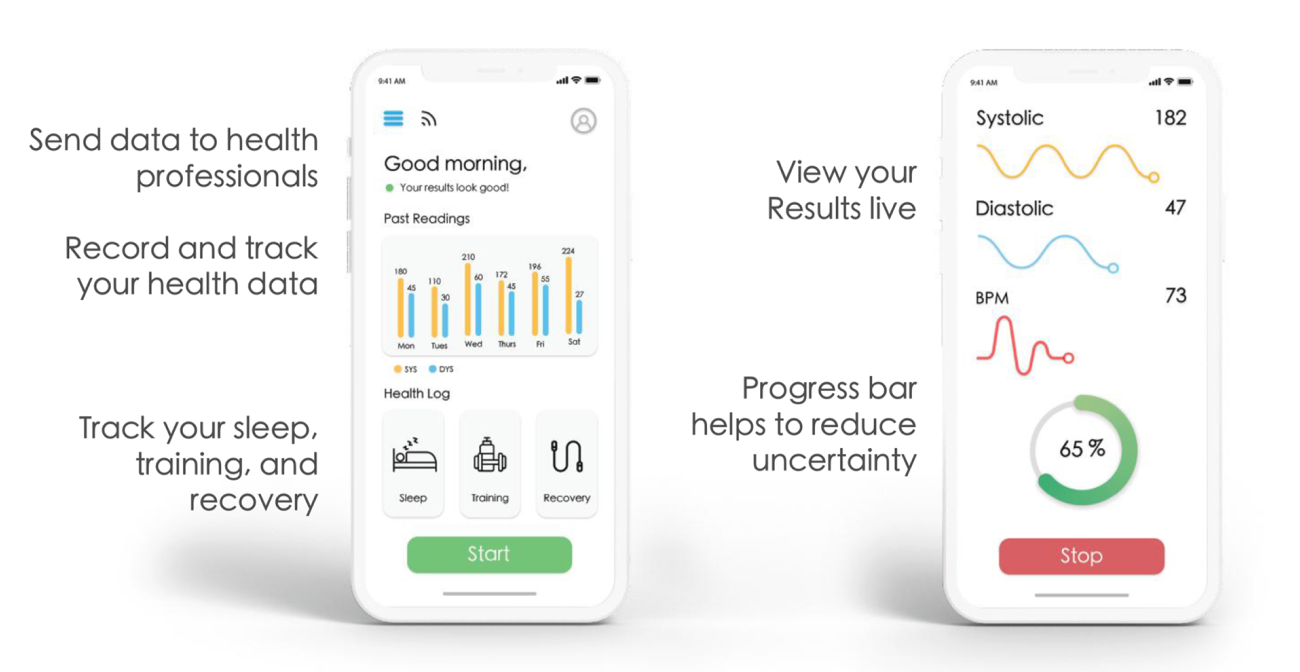 Send data to health
professionals
Record and track
your health data
Track your sleep,
training, and
recovery
9:41 AM
Good morning,
Your results look good!
Past Readings
180 45 110 30 210 60 172 45 196 55 224 27
Mon Tues Wed Thurs Fri Sat
SYS DYS
Health Log
zzz
Sleep Training Recovery
Start
View your
Results live
Progress bar
helps to reduce
uncertainty
9:41 AM
Systolic 182
Diastolic 47
BPM 73
65 %
Stop